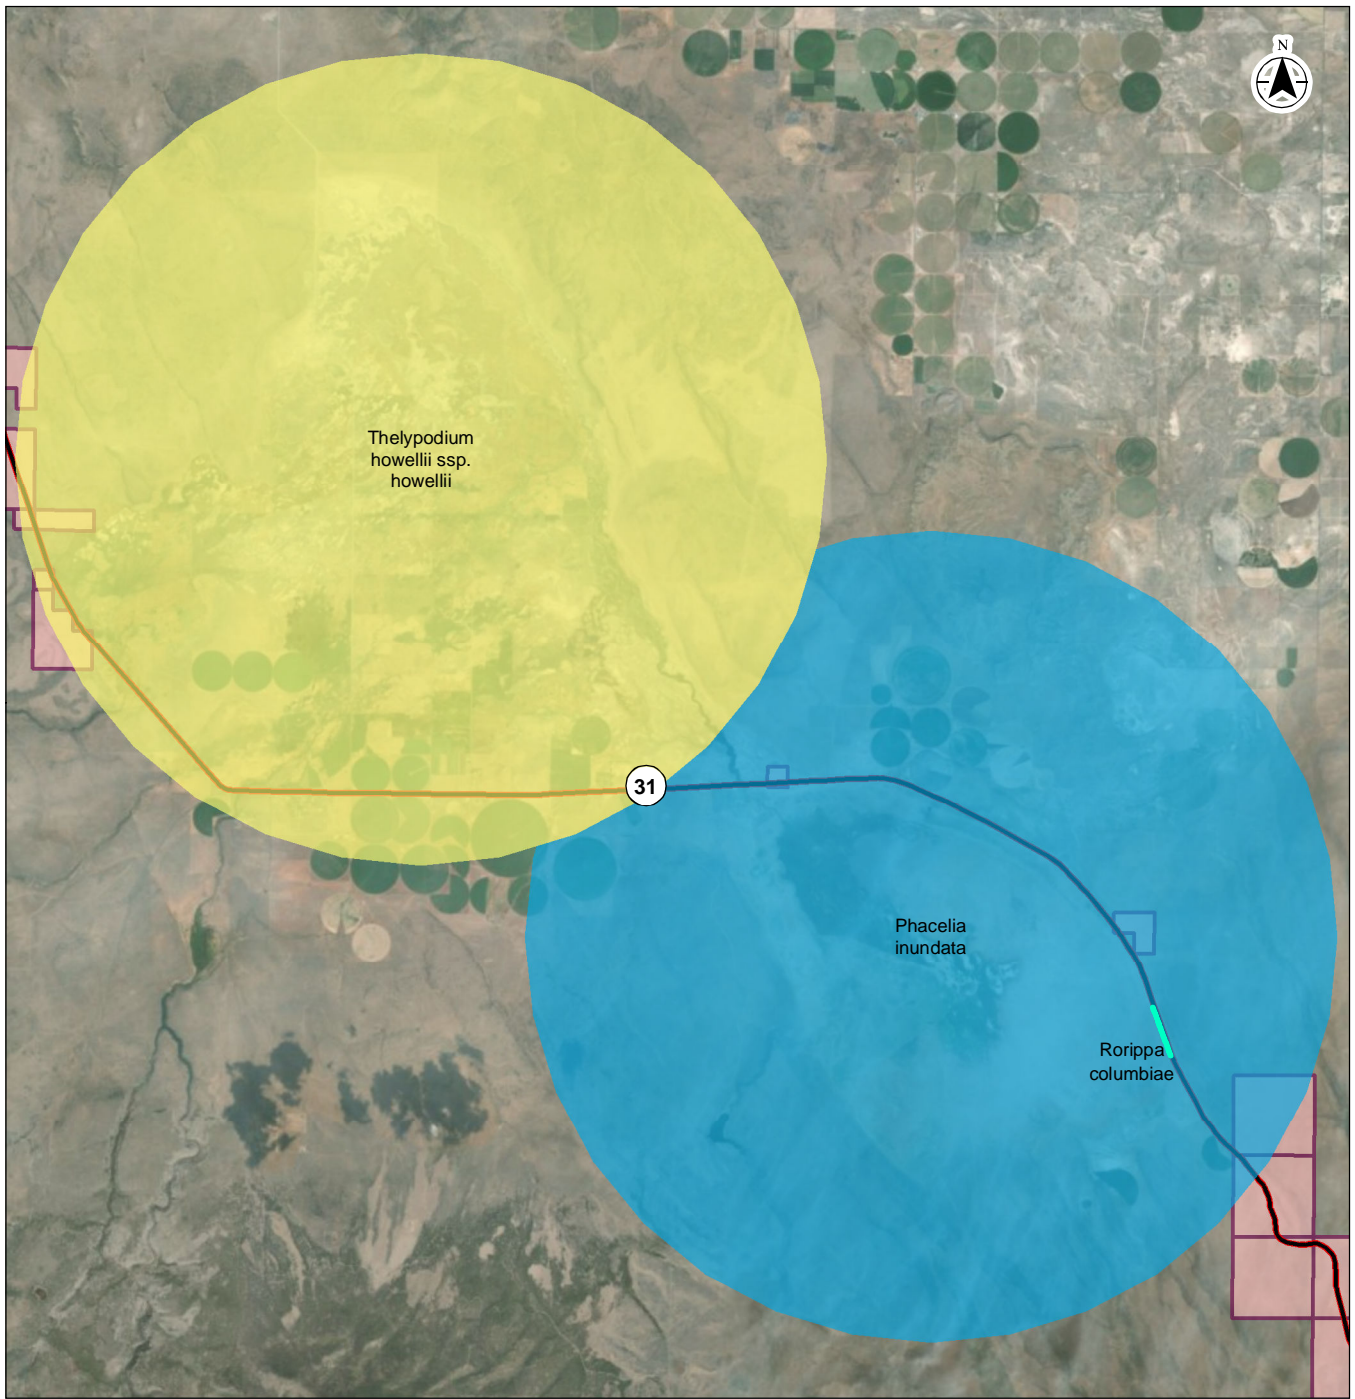 N
Thelypodium
howellii ssp.
howellii
31
Phacelia
inundata
Rorippa
columbiae